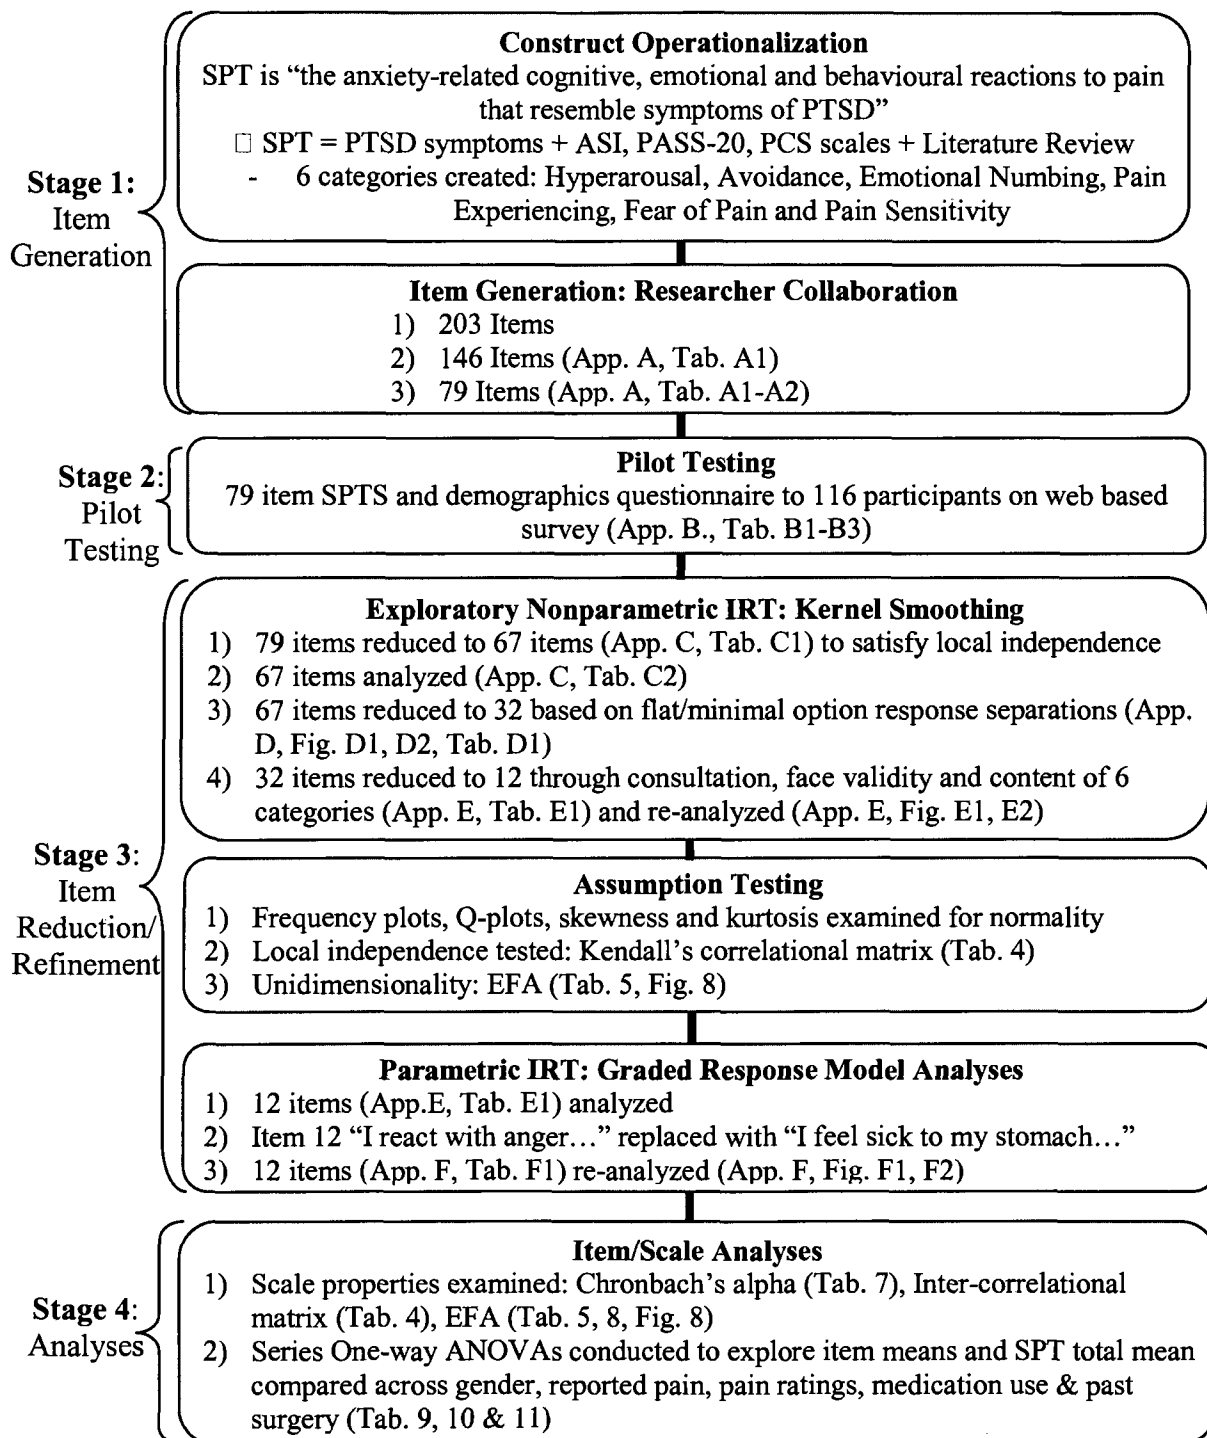 Construct Operationalization
SPT is “the anxiety-related cognitive, emotional and behavioural reactions to pain
that resemble symptoms of PTSD”
□ SPT = PTSD symptoms + ASI, PASS-20, PCS scales + Literature Review
- 6 categories created: Hyperarousal, Avoidance, Emotional Numbing, Pain
Experiencing, Fear of Pain and Pain Sensitivity
Stage 1:
Item
Generation
Item Generation: Researcher Collaboration
1) 203 Items
2) 146 Items (App. A, Tab. A1)
3) 79 Items (App. A, Tab. A1-A2)
Stage 2:
Pilot
Testing
Pilot Testing
79 item SPTS and demographics questionnaire to 116 participants on web based
survey (App. B., Tab. B1-B3)
Exploratory Nonparametric IRT: Kernel Smoothing
1) 79 items reduced to 67 items (App. C, Tab. C1) to satisfy local independence
2) 67 items analyzed (App. C, Tab. C2)
3) 67 items reduced to 32 based on flat/minimal option response separations (App.
D, Fig. D1, D2, Tab. D1)
4) 32 items reduced to 12 through consultation, face validity and content of 6
categories (App. E, Tab. E1) and re-analyzed (App. E, Fig. E1, E2)
Stage 3:
Item
Reduction/
Refinement
Assumption Testing
1) Frequency plots, Q-plots, skewness and kurtosis examined for normality
2) Local independence tested: Kendall’s correlational matrix (Tab. 4)
3) Unidimensionality: EFA (Tab. 5, Fig. 8)
Parametric IRT: Graded Response Model Analyses
1) 12 items (App.E, Tab. E1) analyzed
2) Item 12 “I react with anger…” replaced with “I feel sick to my stomach…”
3) 12 items (App. F, Tab. F1) re-analyzed (App. F, Fig. F1, F2)
Stage 4:
Analyses
Item/Scale Analyses
1) Scale properties examined: Chronbach’s alpha (Tab. 7), Inter-correlational
matrix (Tab. 4), EFA (Tab. 5, 8, Fig. 8)
2) Series One-way ANOVAs conducted to explore item means and SPT total mean
compared across gender, reported pain, pain ratings, medication use & past
surgery (Tab. 9, 10 & 11)